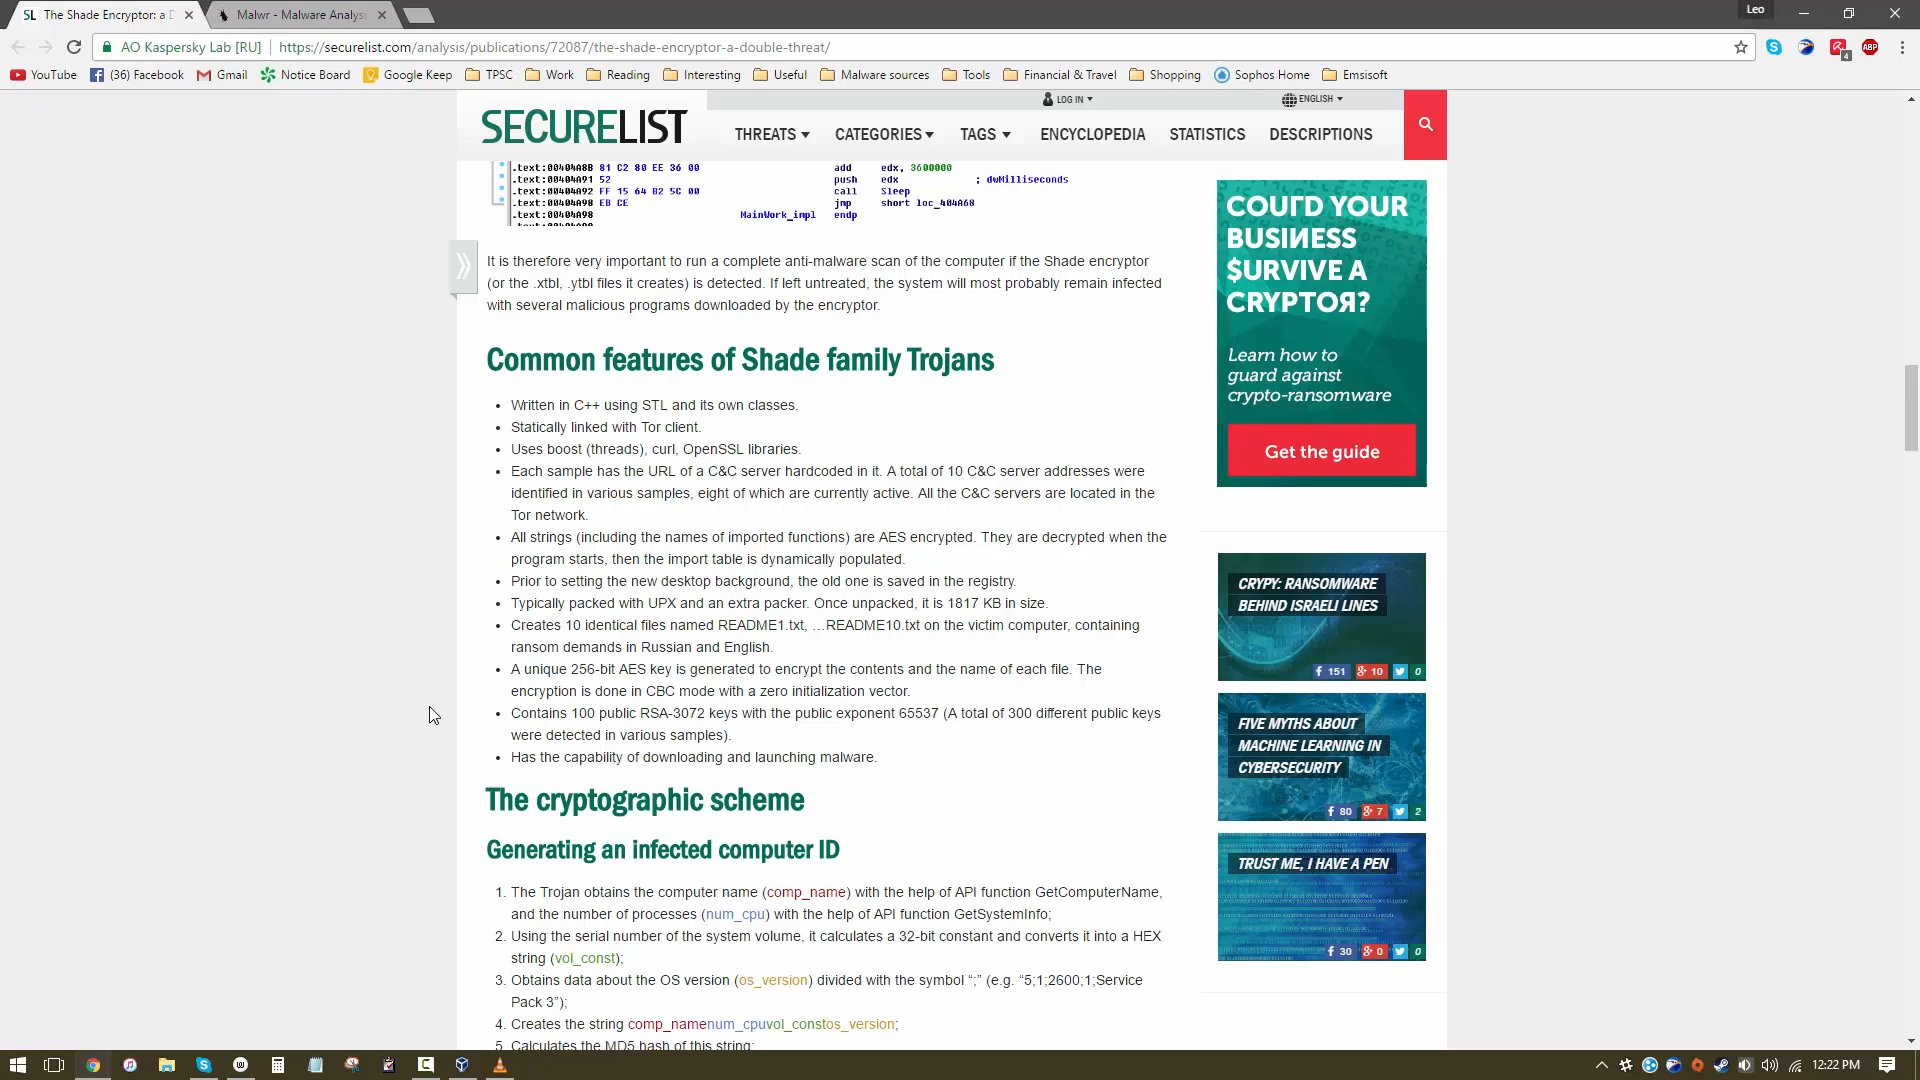 SL The Shade Encryptor: a D
Malwr - Malware Analys
Leo
AO Kaspersky Lab [RU]
https://securelist.com/analysis/publications/72087/the-shade-encryptor-a-double-threat/
4
ABP
YouTube
(36) Facebook
Gmail
Notice Board
Google Keep
TPSC
Work
Reading
Interesting
Useful
Malware sources
Tools
Financial & Travel
Shopping
Sophos Home
Emsisoft
LOG IN
ENGLISH
SECURELIST
THREATS
CATEGORIES
TAGS
ENCYCLOPEDIA
STATISTICS
DESCRIPTIONS
.text:00404A8B 81 C2 80 EE 36 00 add edx, 3600000
.text:00404A91 52 push edx ; dwMilliseconds
.text:00404A92 FF 15 64 B2 5C 00 call Sleep
.text:00404A98 EB CE jmp short loc_404A68
.text:00404A98 MainWork_impl endp
It is therefore very important to run a complete anti-malware scan of the computer if the Shade encryptor
(or the .xtbl, .ytbl files it creates) is detected. If left untreated, the system will most probably remain infected
with several malicious programs downloaded by the encryptor.
Common features of Shade family Trojans
• Written in C++ using STL and its own classes.
• Statically linked with Tor client.
• Uses boost (threads), curl, OpenSSL libraries.
• Each sample has the URL of a C&C server hardcoded in it. A total of 10 C&C server addresses were
identified in various samples, eight of which are currently active. All the C&C servers are located in the
Tor network.
• All strings (including the names of imported functions) are AES encrypted. They are decrypted when the
program starts, then the import table is dynamically populated.
• Prior to setting the new desktop background, the old one is saved in the registry.
• Typically packed with UPX and an extra packer. Once unpacked, it is 1817 KB in size.
• Creates 10 identical files named README1.txt, …README10.txt on the victim computer, containing
ransom demands in Russian and English.
• A unique 256-bit AES key is generated to encrypt the contents and the name of each file. The
encryption is done in CBC mode with a zero initialization vector.
• Contains 100 public RSA-3072 keys with the public exponent 65537 (A total of 300 different public keys
were detected in various samples).
• Has the capability of downloading and launching malware.
The cryptographic scheme
Generating an infected computer ID
1. The Trojan obtains the computer name (comp_name) with the help of API function GetComputerName,
and the number of processes (num_cpu) with the help of API function GetSystemInfo;
2. Using the serial number of the system volume, it calculates a 32-bit constant and converts it into a HEX
string (vol_const);
3. Obtains data about the OS version (os_version) divided with the symbol “;” (e.g. “5;1;2600;1;Service
Pack 3”);
4. Creates the string comp_namenum_cpuvol_constos_version;
5. Calculates the MD5 hash of this string;
COUГD YOUR
BUSIИESS
$URVIVE A
CRYPTOЯ?
Learn how to
guard against
crypto-ransomware
Get the guide
CRYPY: RANSOMWARE
BEHIND ISRAELI LINES
151
10
0
FIVE MYTHS ABOUT
MACHINE LEARNING IN
CYBERSECURITY
80
7
2
TRUST ME, I HAVE A PEN
30
0
0
12:22 PM